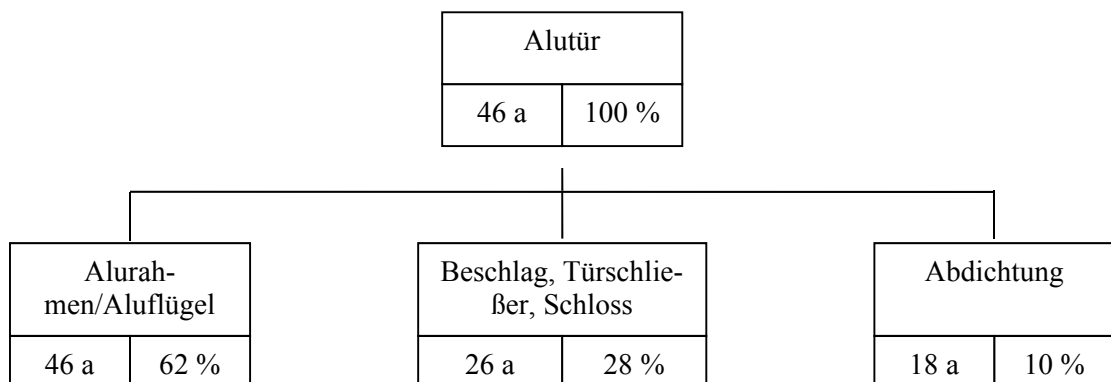 Alutür
46 a 100 %
Alurah-
men/Aluflügel
46 a 62 %
Beschlag, Türschlie-
ßer, Schloss
26 a 28 %
Abdichtung
18 a 10 %